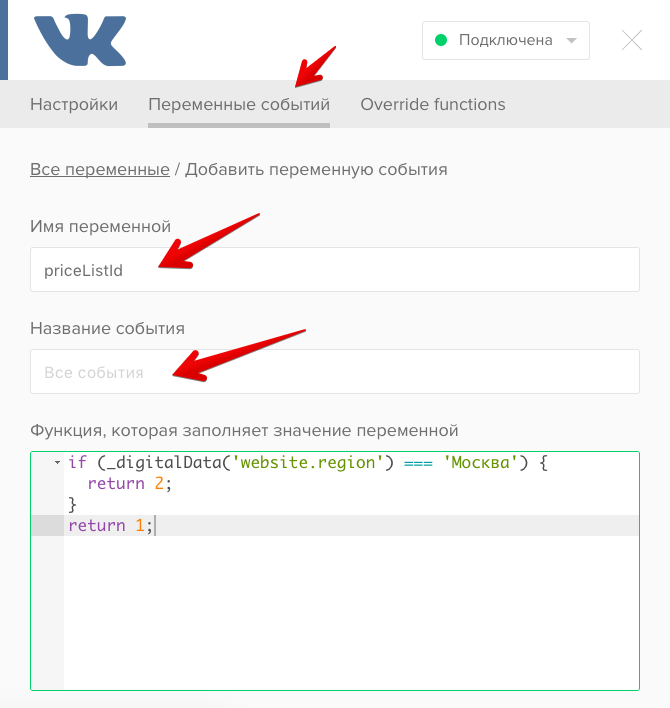 VK
Подключена
Настройки Переменные событий Override functions
Все переменные / Добавить переменную события
Имя переменной
priceListId
Название события
Все события
Функция, которая заполняет значение переменной
if (_digitalData('website.region') === 'Москва') {
return 2;
}
return 1;